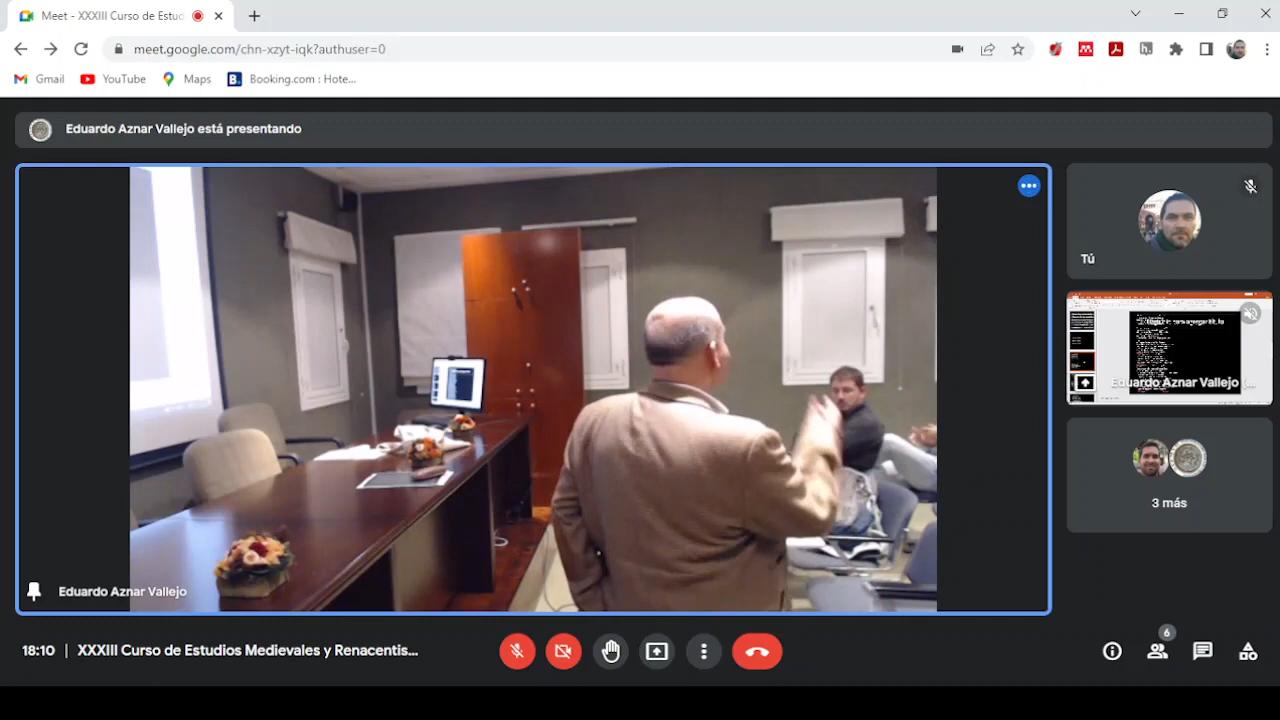 Meet - XXXIII Curso de Estu
meet.google.com/chn-xzyt-iqk?authuser=0
Gmail
YouTube
Maps
B.
Booking.com : Hote...
Eduardo Aznar Vallejo está presentando
Tú
Eduardo Aznar Vallejo (...
3 más
Eduardo Aznar Vallejo
18:10 | XXXIII Curso de Estudios Medievales y Renacentis...
6